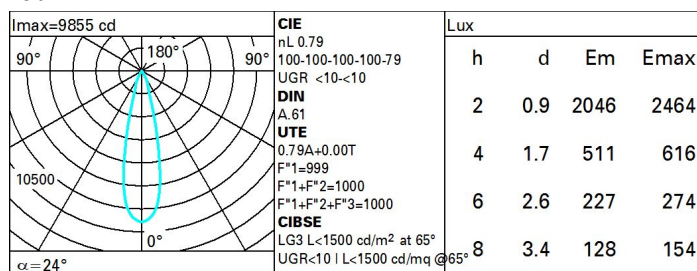 Imax=9855 cd
90°
180°
90°
10500
0°
α=24°
CIE
nL 0.79
100-100-100-100-79
UGR <10-<10
DIN
A.61
UTE
0.79A+0.00T
F"1=999
F"1+F"2=1000
F"1+F"2+F"3=1000
CIBSE
LG3 L<1500 cd/m² at 65°
UGR<10 | L<1500 cd/mq @65°
Lux
h d Em Emax
2 0.9 2046 2464
4 1.7 511 616
6 2.6 227 274
8 3.4 128 154